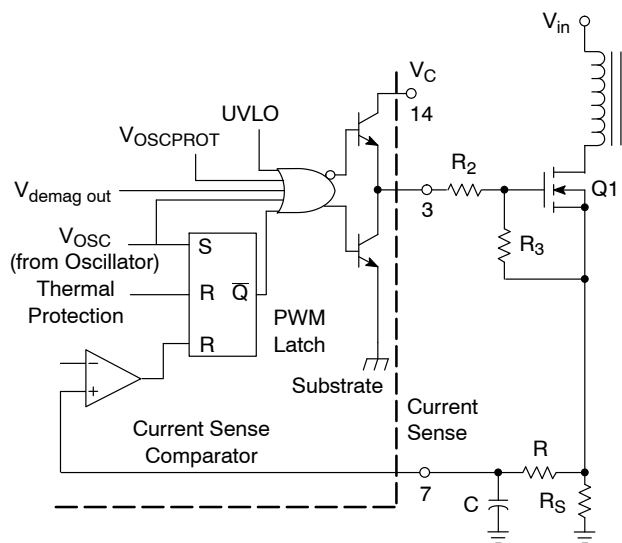 V_in
V_C
14
UVLO
V_OSCPROT
R_2
Q1
V_demag out
3
R_3
V_OSC
(from Oscillator)
S
Thermal
Protection
R
Q̅
PWM
Latch
R
−
+
Substrate
Current
Sense
Current Sense
Comparator
7
R
C
R_S